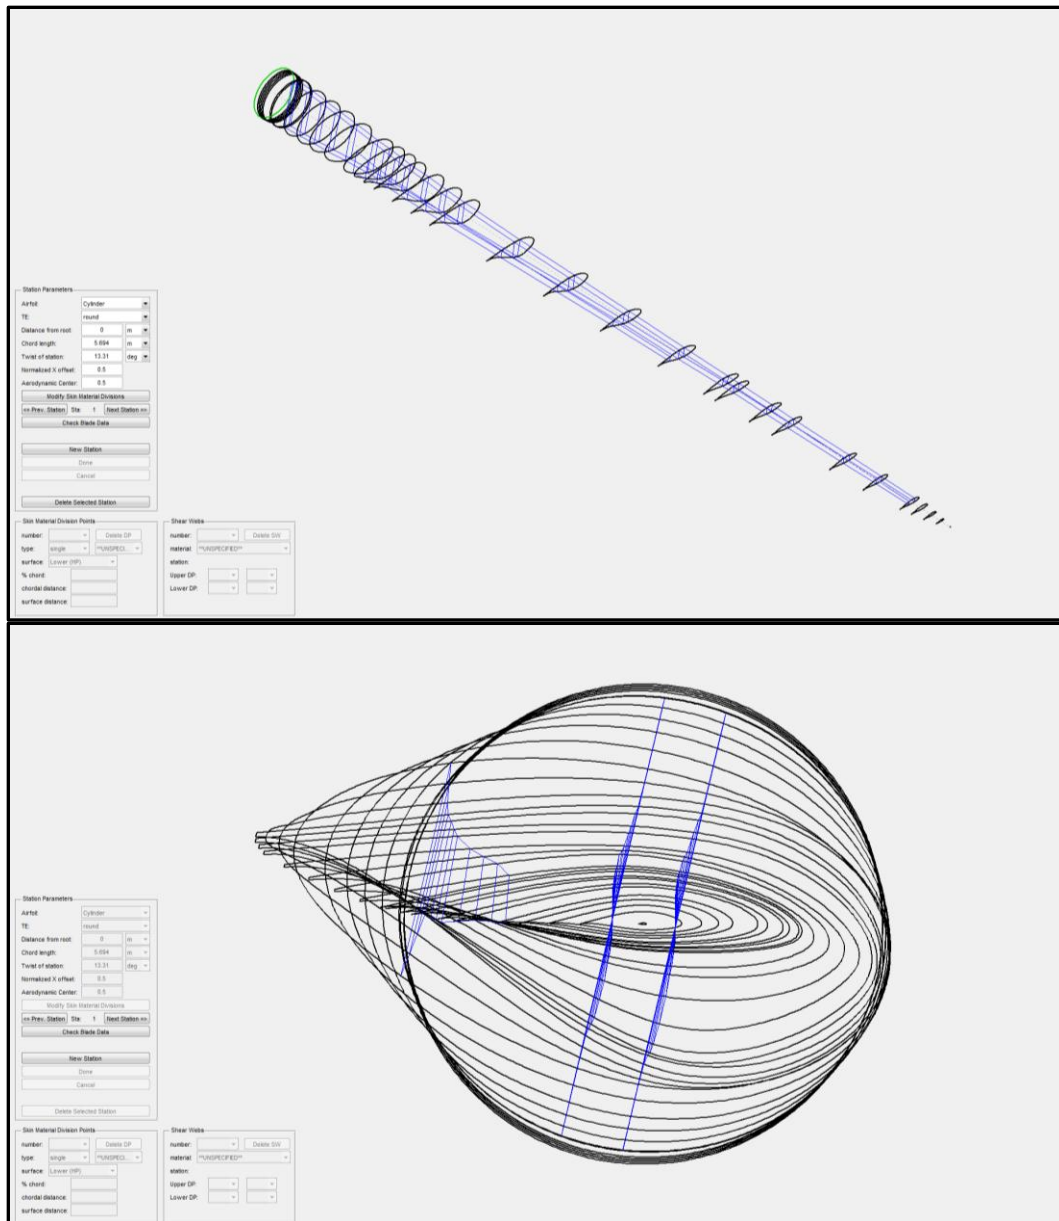 Station Parameters
Airfoil: Cylinder
TE: round
Distance from root: 0 m
Chord length: 5.694 m
Twist of station: 13.31 deg
Normalized X offset: 0.5
Aerodynamic Center: 0.5
Modify Skin Material Divisions
<< Prev. Station Sta: 1 Next Station >>
Check Blade Data
New Station
Done
Cancel
Delete Selected Station
Skin Material Division Points
number: Delete DP
type: single **UNSPECI...
surface: Lower (HP)
% chord:
chordal distance:
surface distance:
Shear Webs
number: Delete SW
material: **UNSPECIFIED**
station:
Upper DP:
Lower DP:
Station Parameters
Airfoil: Cylinder
TE: round
Distance from root: 0 m
Chord length: 5.694 m
Twist of station: 13.31 deg
Normalized X offset: 0.5
Aerodynamic Center: 0.5
Modify Skin Material Divisions
<< Prev. Station Sta: 1 Next Station >>
Check Blade Data
New Station
Done
Cancel
Delete Selected Station
Skin Material Division Points
number: Delete DP
type: single **UNSPECI...
surface: Lower (HP)
% chord:
chordal distance:
surface distance:
Shear Webs
number: Delete SW
material: **UNSPECIFIED**
station:
Upper DP:
Lower DP: